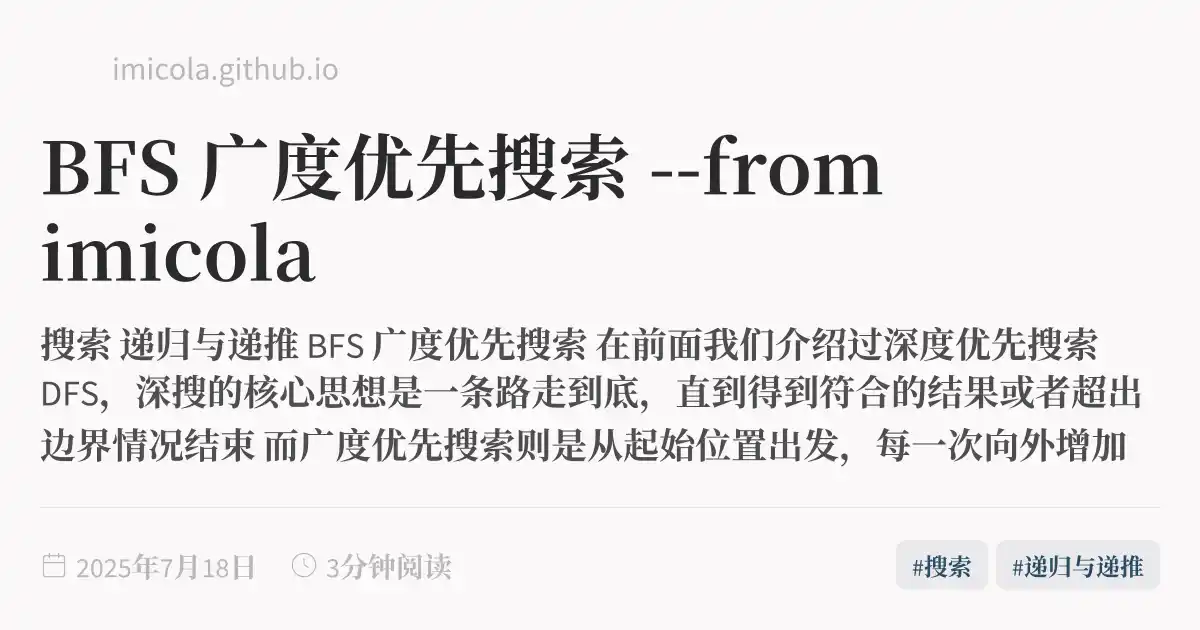 imicola.github.io
BFS 广度优先搜索 --from
imicola
搜索 递归与递推 BFS 广度优先搜索 在前面我们介绍过深度优先搜索
DFS，深搜的核心思想是一条路走到底，直到得到符合的结果或者超出
边界情况结束 而广度优先搜索则是从起始位置出发，每一次向外增加
2025年7月18日 3分钟阅读 #搜索 #递归与递推